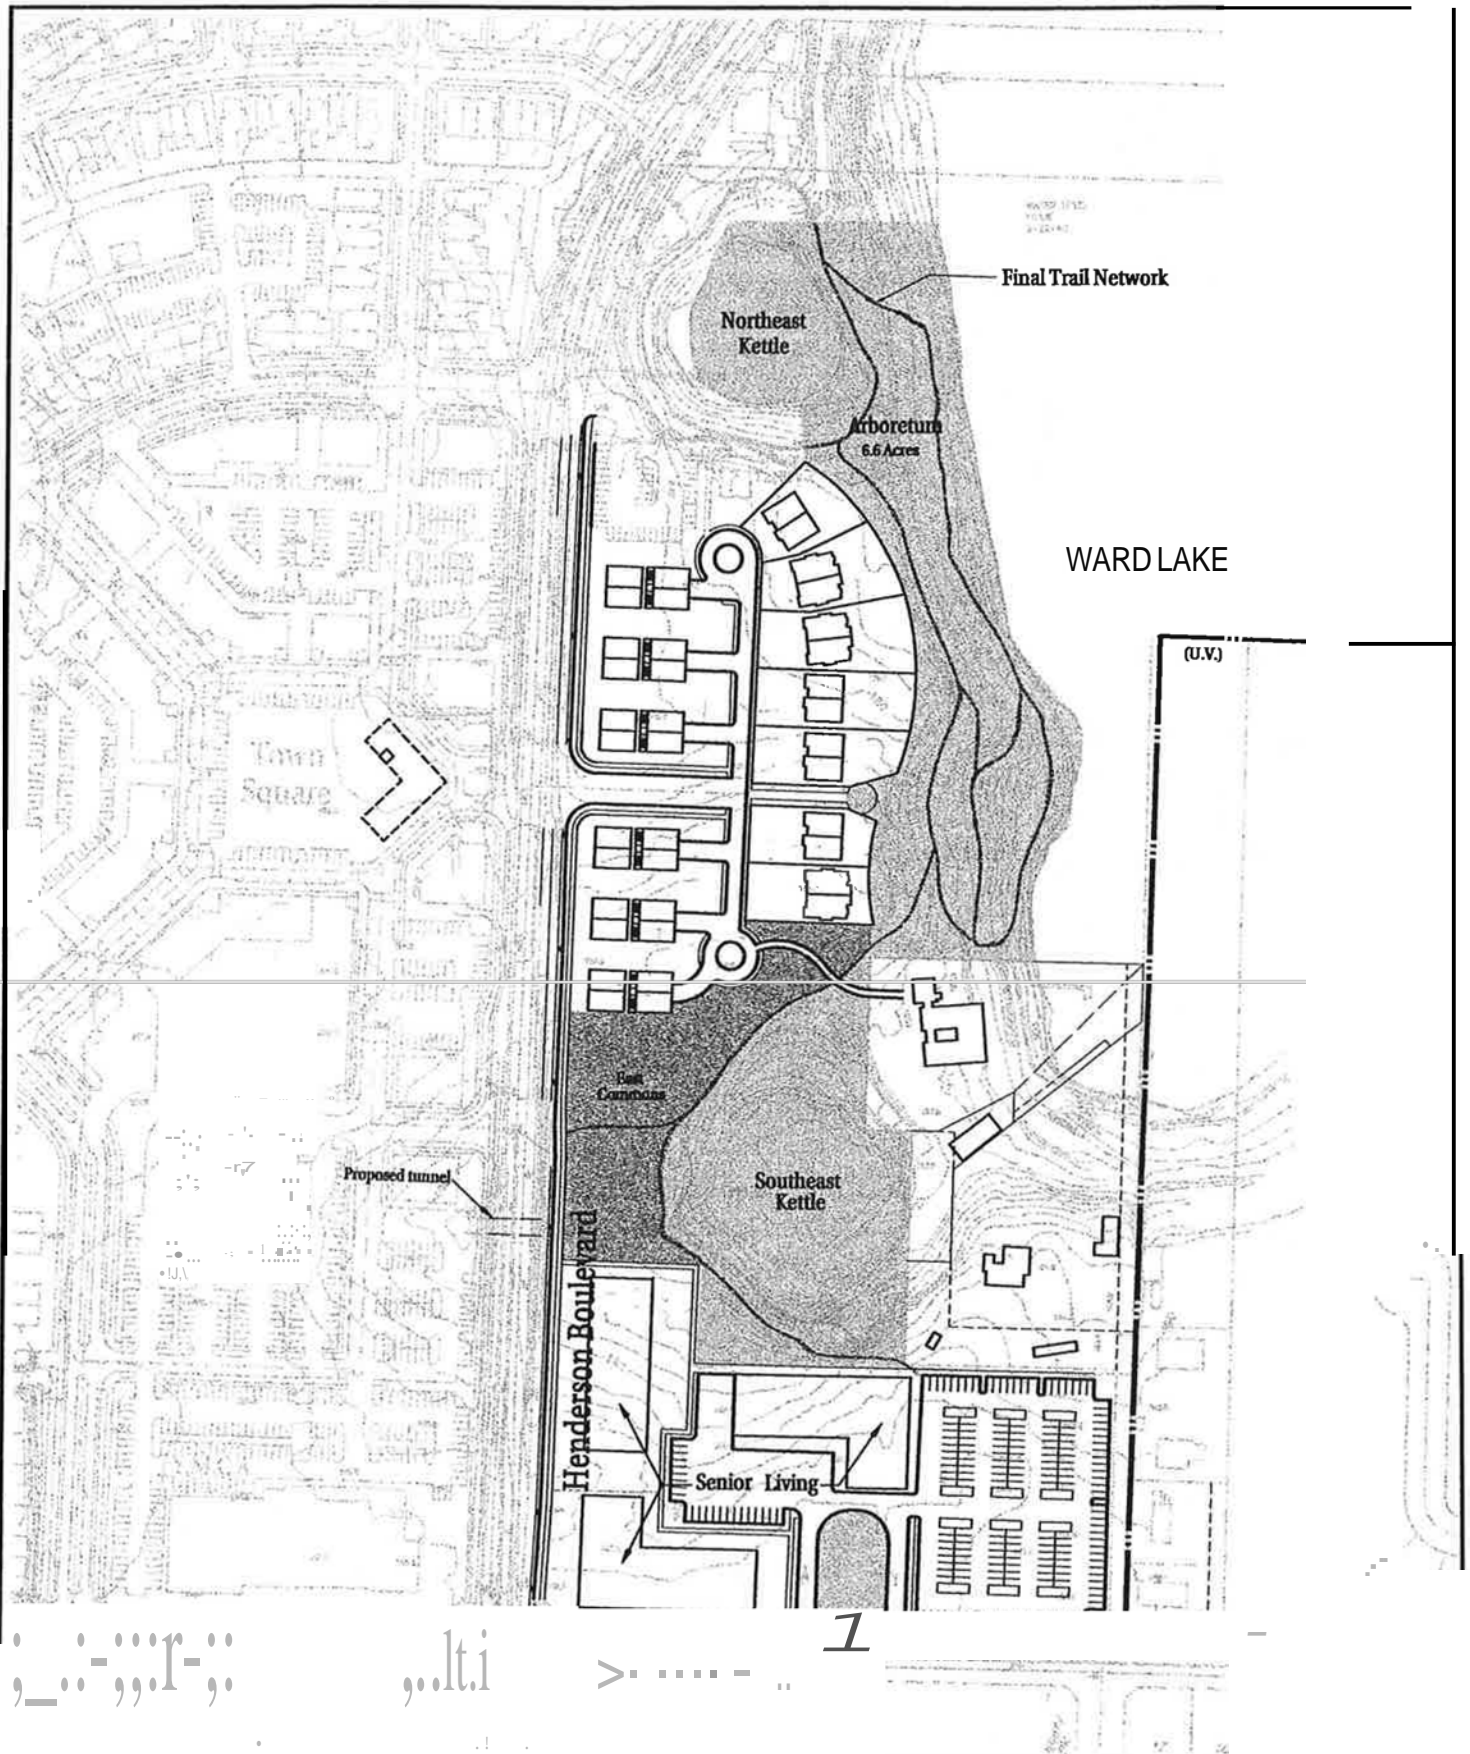 Final Trail Network
Northeast
Kettle
Arboretum
6.6 Acres
WARD LAKE
(U.V.)
Town
Square
East
Commons
Proposed tunnel
Southeast
Kettle
Henderson Boulevard
Senior Living
1